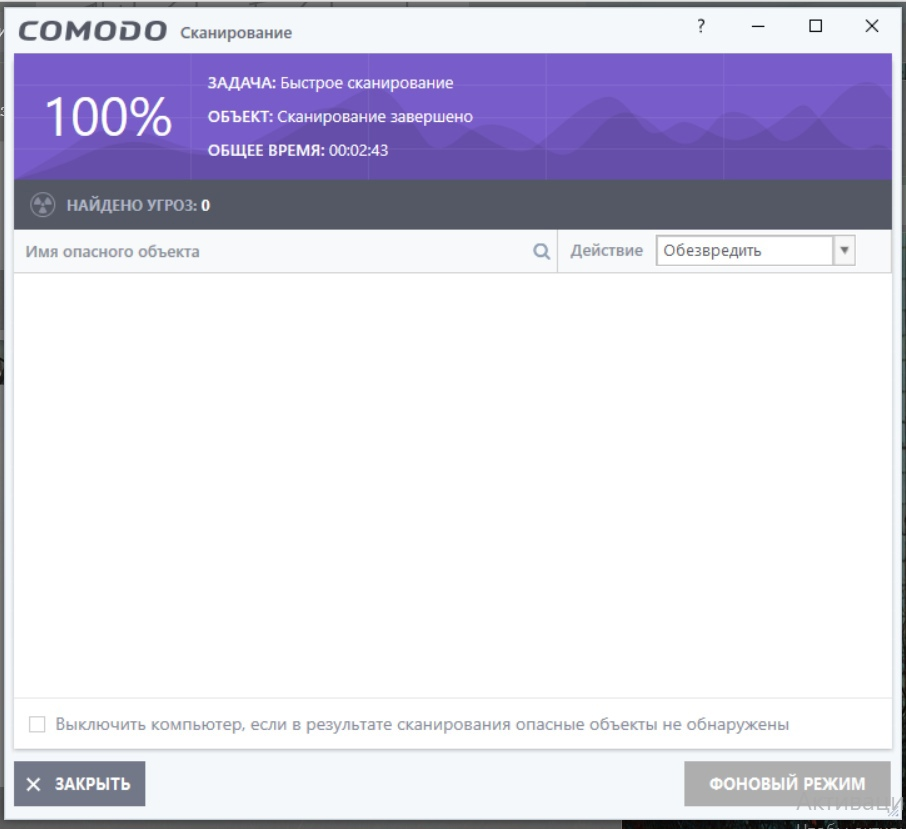 COMODO Сканирование
?
100%
ЗАДАЧА: Быстрое сканирование
ОБЪЕКТ: Сканирование завершено
ОБЩЕЕ ВРЕМЯ: 00:02:43
НАЙДЕНО УГРОЗ: 0
Имя опасного объекта
Действие
Обезвредить
Выключить компьютер, если в результате сканирования опасные объекты не обнаружены
ЗАКРЫТЬ
ФОНОВЫЙ РЕЖИМ